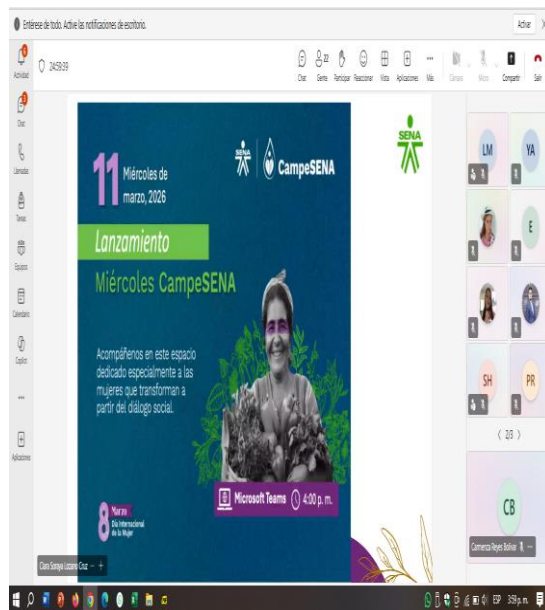 Entérese de todo. Active las notificaciones de escritorio.
Activar
Actividad
Chat
Llamadas
Tareas
Equipos
Calendario
Copilot
Aplicaciones
24:59:39
Chat
22
Gente
Participar
Reaccionar
Vista
Aplicaciones
Más
Cámara
Micro
Compartir
Salir
11
Miércoles de
marzo, 2026
SENA
CampeSENA
SENA
Lanzamiento
Miércoles CampeSENA
Acompáñenos en este espacio
dedicado especialmente a las
mujeres que transforman a
partir del diálogo social.
8
Marzo
Día Internacional
de la Mujer
Microsoft Teams
4:00 p. m.
Clara Soraya Lozano Cruz
LM
YA
E
SH
PR
2/3
CB
Carmenza Reyes Bolivar
ESP
3:59 p. m.